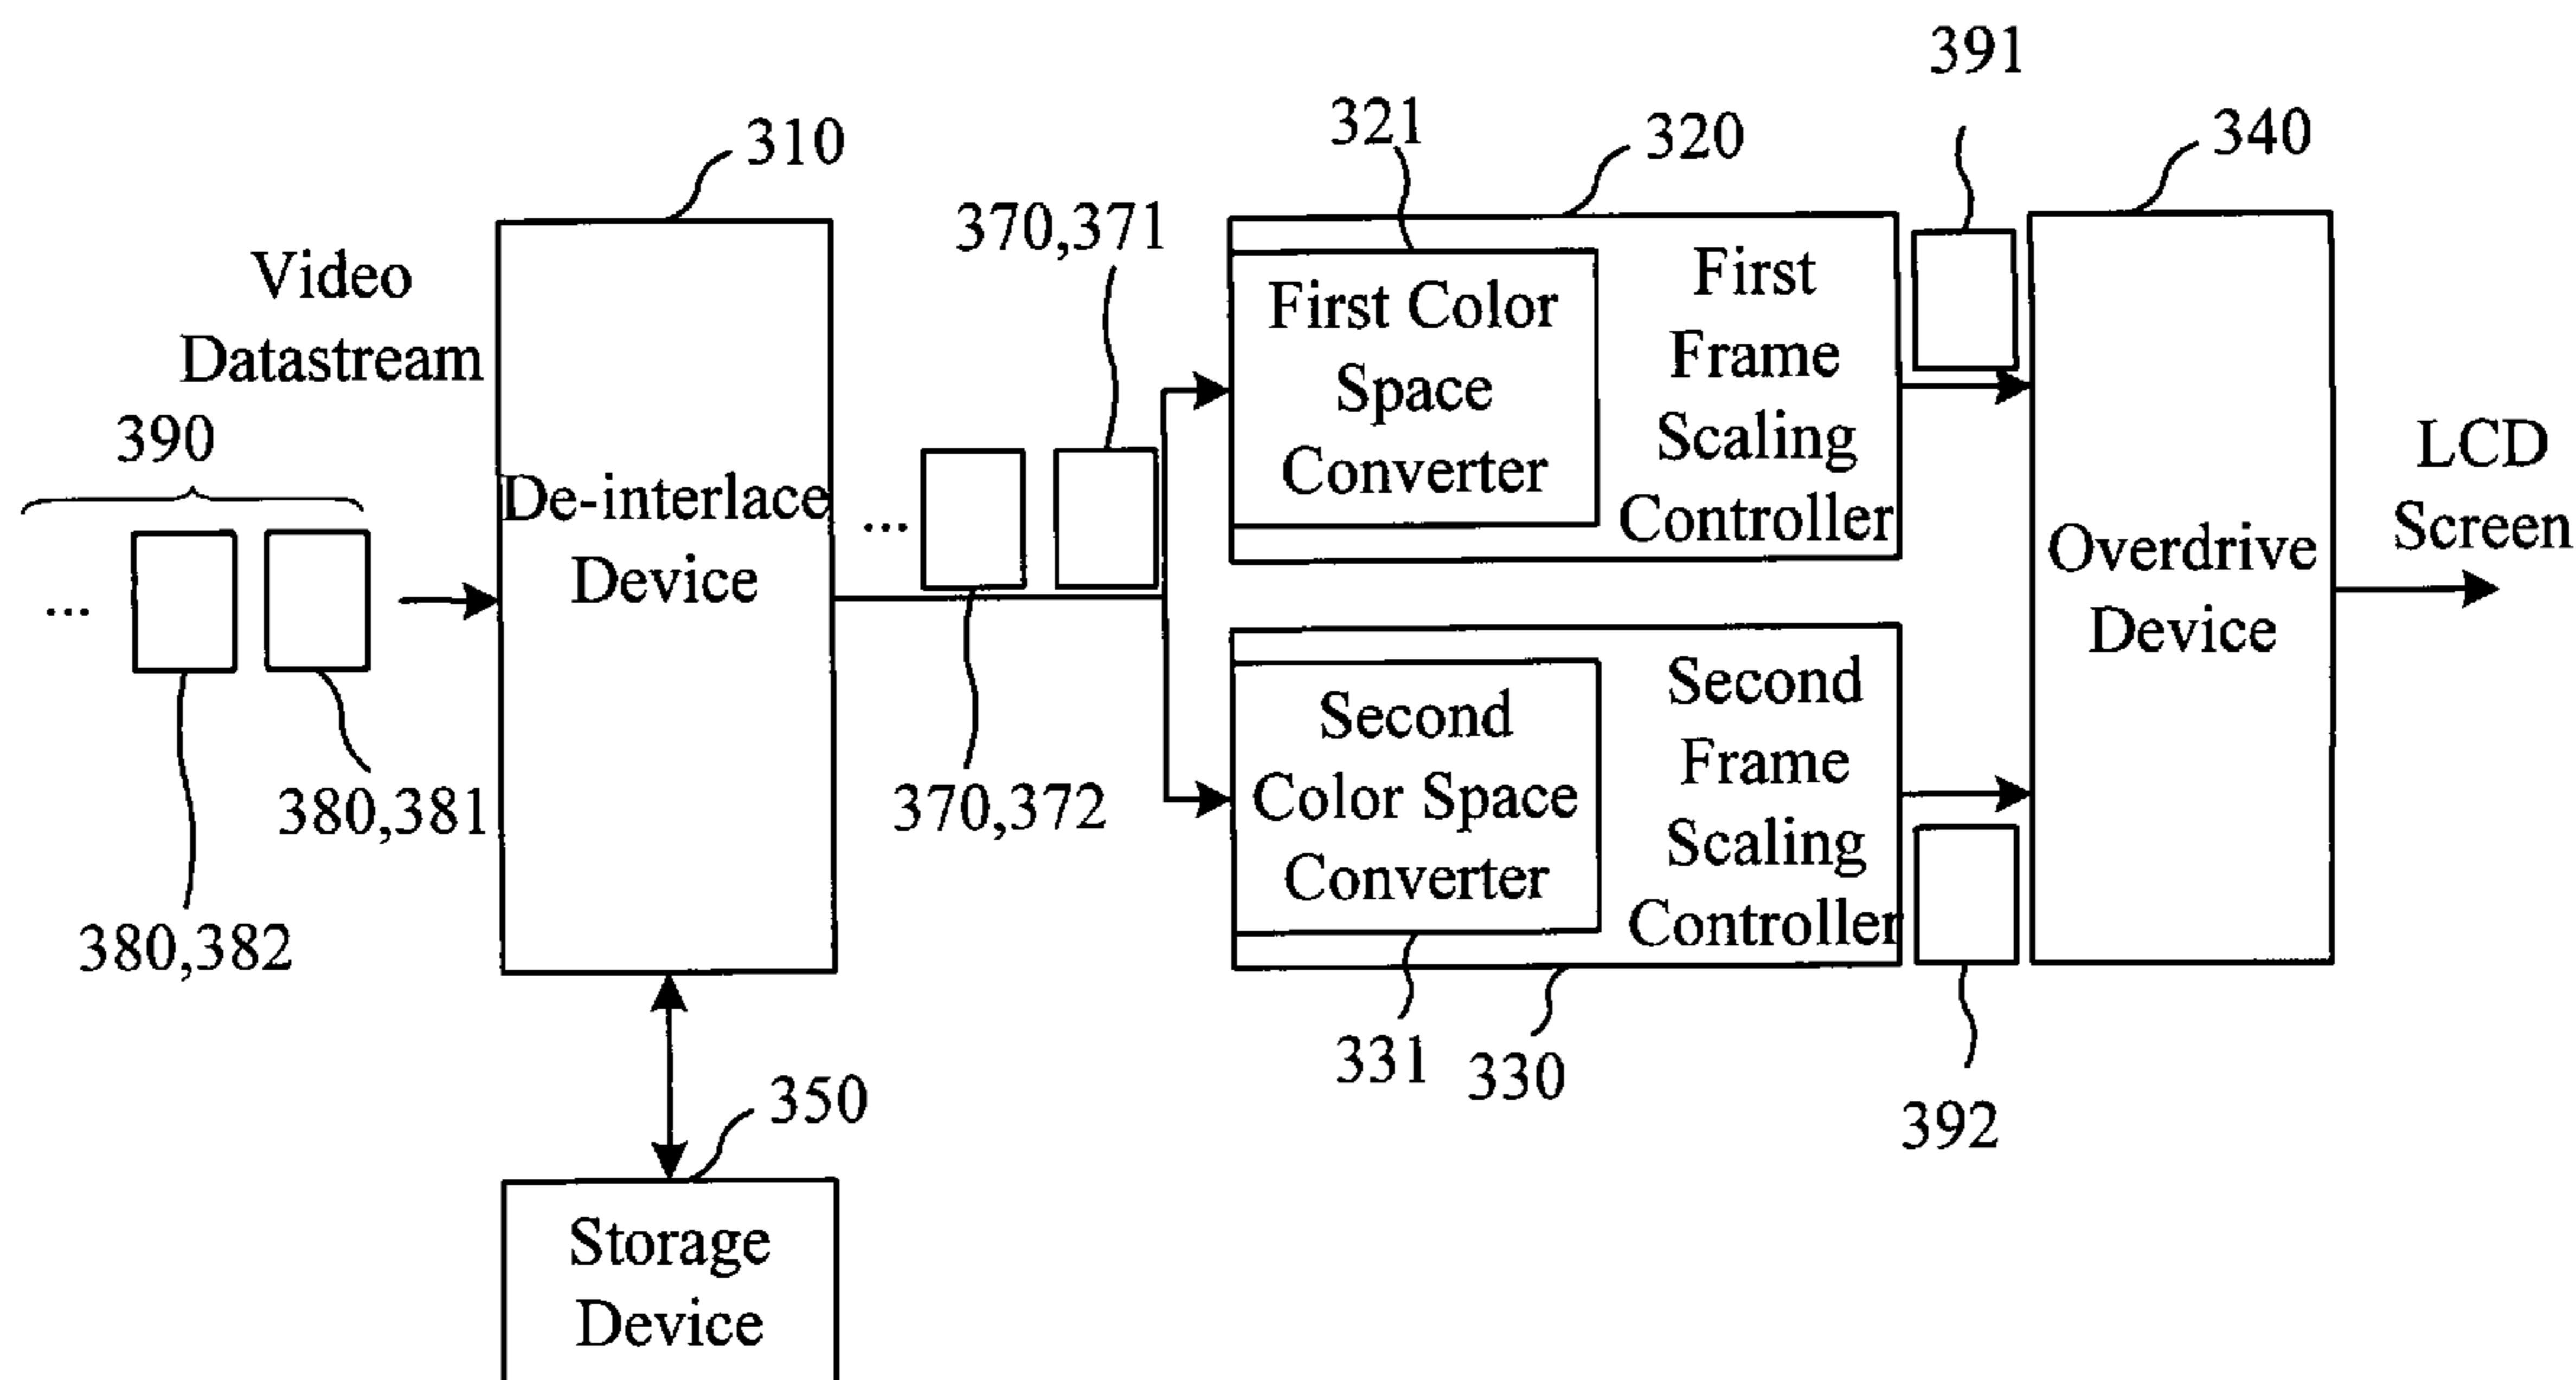 391
321
320
340
310
370,371
Video
Datastream
390
First Color
Space
Converter
First
Frame
Scaling
Controller
LCD
Screen
De-interlace
Device
...
...
Overdrive
Device
380,381
380,382
370,372
Second
Color Space
Converter
Second
Frame
Scaling
Controller
331
330
392
350
Storage
Device